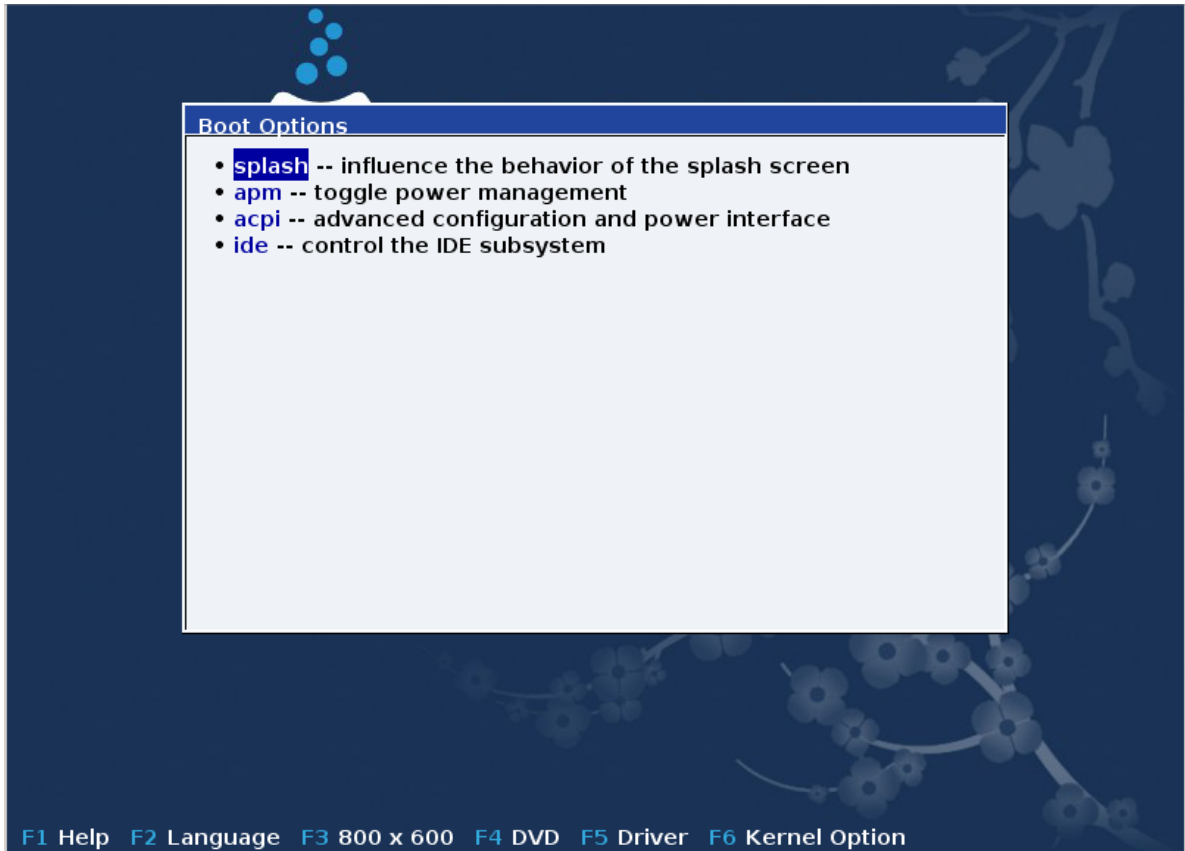 Boot Options
• splash -- influence the behavior of the splash screen
• apm -- toggle power management
• acpi -- advanced configuration and power interface
• ide -- control the IDE subsystem
F1 Help F2 Language F3 800 x 600 F4 DVD F5 Driver F6 Kernel Option